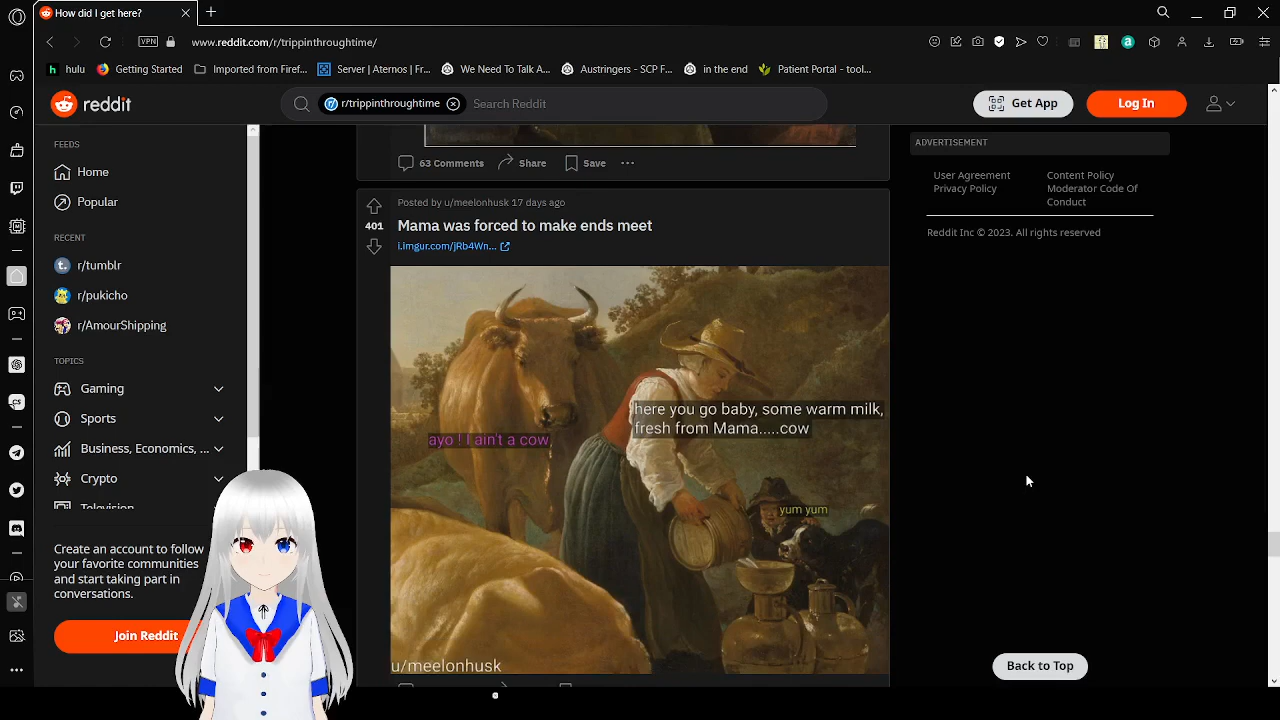 How did I get here?
VPN
www.reddit.com/r/trippinthroughtime/
hulu
Getting Started
Imported from Firef...
Server | Aternos | Fr...
We Need To Talk A...
Austringers - SCP F...
in the end
Patient Portal - tool...
reddit
r/trippinthroughtime
Search Reddit
Get App
Log In
FEEDS
Home
Popular
RECENT
r/tumblr
r/pukicho
r/AmourShipping
TOPICS
Gaming
Sports
Business, Economics, ...
Crypto
Television
Create an account to follow
your favorite communities
and start taking part in
conversations.
Join Reddit
63 Comments
Share
Save
Posted by u/meelonhusk 17 days ago
401
Mama was forced to make ends meet
i.imgur.com/jRb4Wn...
here you go baby, some warm milk,
fresh from Mama.....cow
ayo ! I ain't a cow,
yum yum
u/meelonhusk
ADVERTISEMENT
User Agreement
Privacy Policy
Content Policy
Moderator Code Of
Conduct
Reddit Inc © 2023. All rights reserved
Back to Top